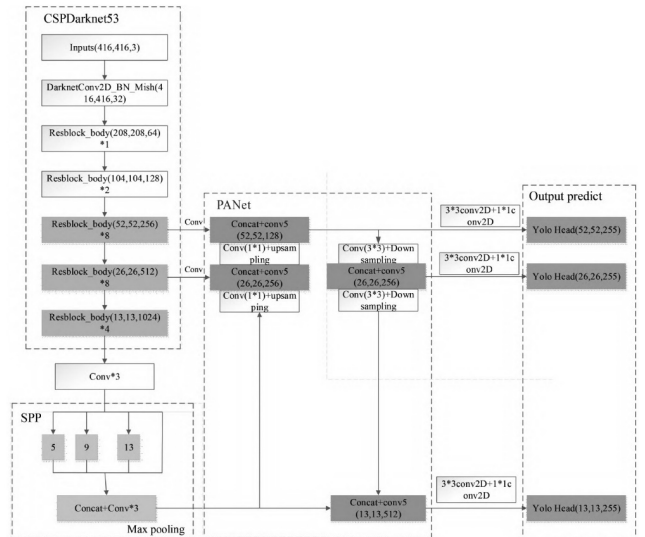 CSPDarknet53
Inputs(416,416,3)
DarknetConv2D_BN_Mish(4
16,416,32)
Resblock_body(208,208,64)
*1
Resblock_body(104,104,128)
*2
Resblock_body(52,52,256)
*8
Resblock_body(26,26,512)
*8
Resblock_body(13,13,1024)
*4
Conv*3
SPP
5
9
13
Concat+Conv*3
Max pooling
Conv
Conv
PANet
Concat+conv5
(52,52,128)
Conv(1*1)+upsam
pling
Concat+conv5
(26,26,256)
Conv(1*1)+upsam
ping
Conv(3*3)+Down
sampling
Concat+conv5
(26,26,256)
Conv(3*3)+Down
sampling
Concat+conv5
(13,13,512)
3*3conv2D+1*1c
onv2D
3*3conv2D+1*1c
onv2D
3*3conv2D+1*1c
onv2D
Output predict
Yolo Head(52,52,255)
Yolo Head(26,26,255)
Yolo Head(13,13,255)